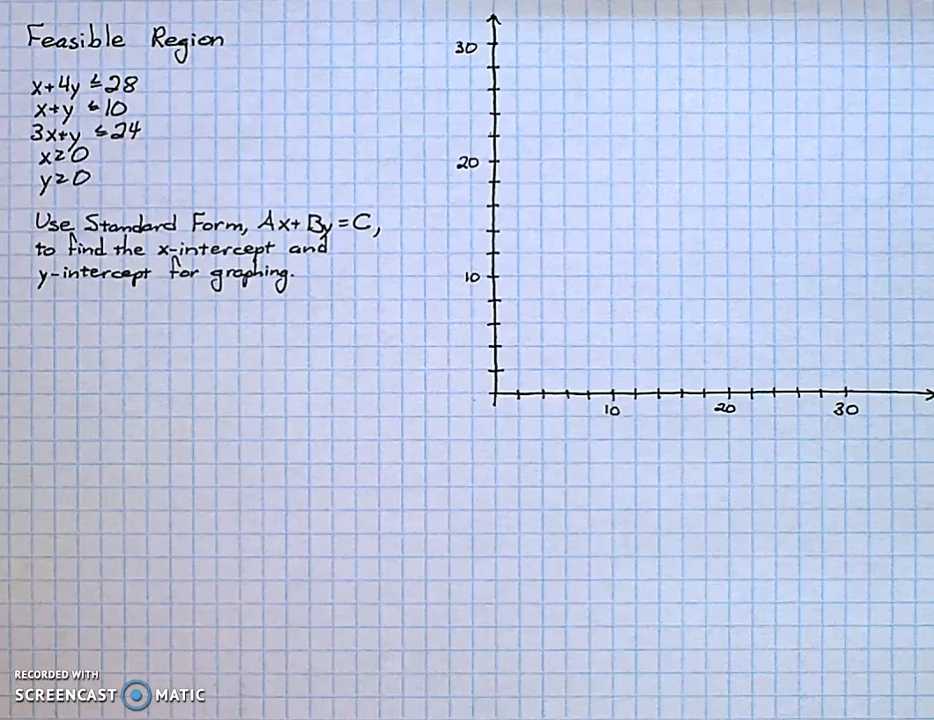 Feasible Region
x+4y ≤ 28
x+y ≤ 10
3x+y ≤ 24
x≥0
y≥0
Use Standard Form, Ax+By=C,
to find the x-intercept and
y-intercept for graphing.
30
20
10
10 20 30
RECORDED WITH
SCREENCAST MATIC